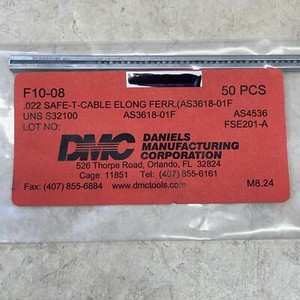 F10-08 50 PCS
.022 SAFE-T-CABLE ELONG FERR.(AS3618-01F
UNS S32100 AS3618-01F AS4536
LOT NO: FSE201-A
DMC DANIELS
MANUFACTURING
CORPORATION
526 Thorpe Road, Orlando, FL 32824
Cage 11851 Tel: (407) 855-6161
Fax: (407) 855-6884 www.dmctools.com M8.24